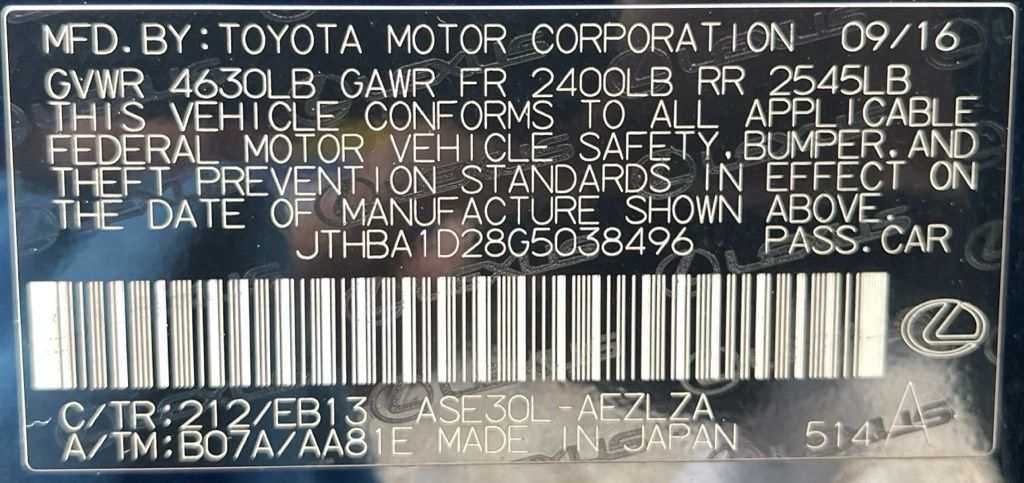 MFD.BY:TOYOTA MOTOR CORPORATION 09/16
GVWR 4630LB GAWR FR 2400LB RR 2545LB
THIS VEHICLE CONFORMS TO ALL APPLICABLE
FEDERAL MOTOR VEHICLE SAFETY,BUMPER,AND
THEFT PREVENTION STANDARDS IN EFFECT ON
THE DATE OF MANUFACTURE SHOWN ABOVE.
JTHBA1D28G5038496 PASS.CAR
C/TR:212/EB13 ASE30L-AEZLZA
A/TM:B07A/AA81E MADE IN JAPAN 514 A